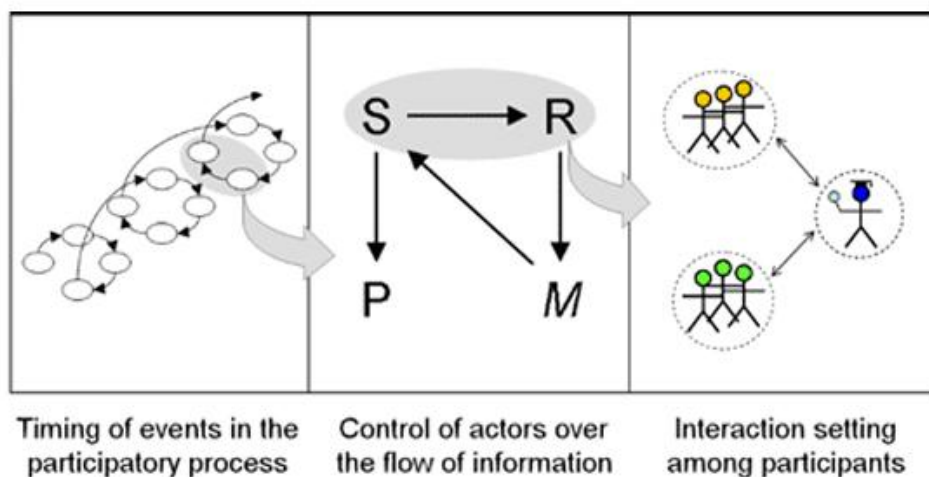 S R
P M
Timing of events in the
participatory process
Control of actors over
the flow of information
Interaction setting
among participants